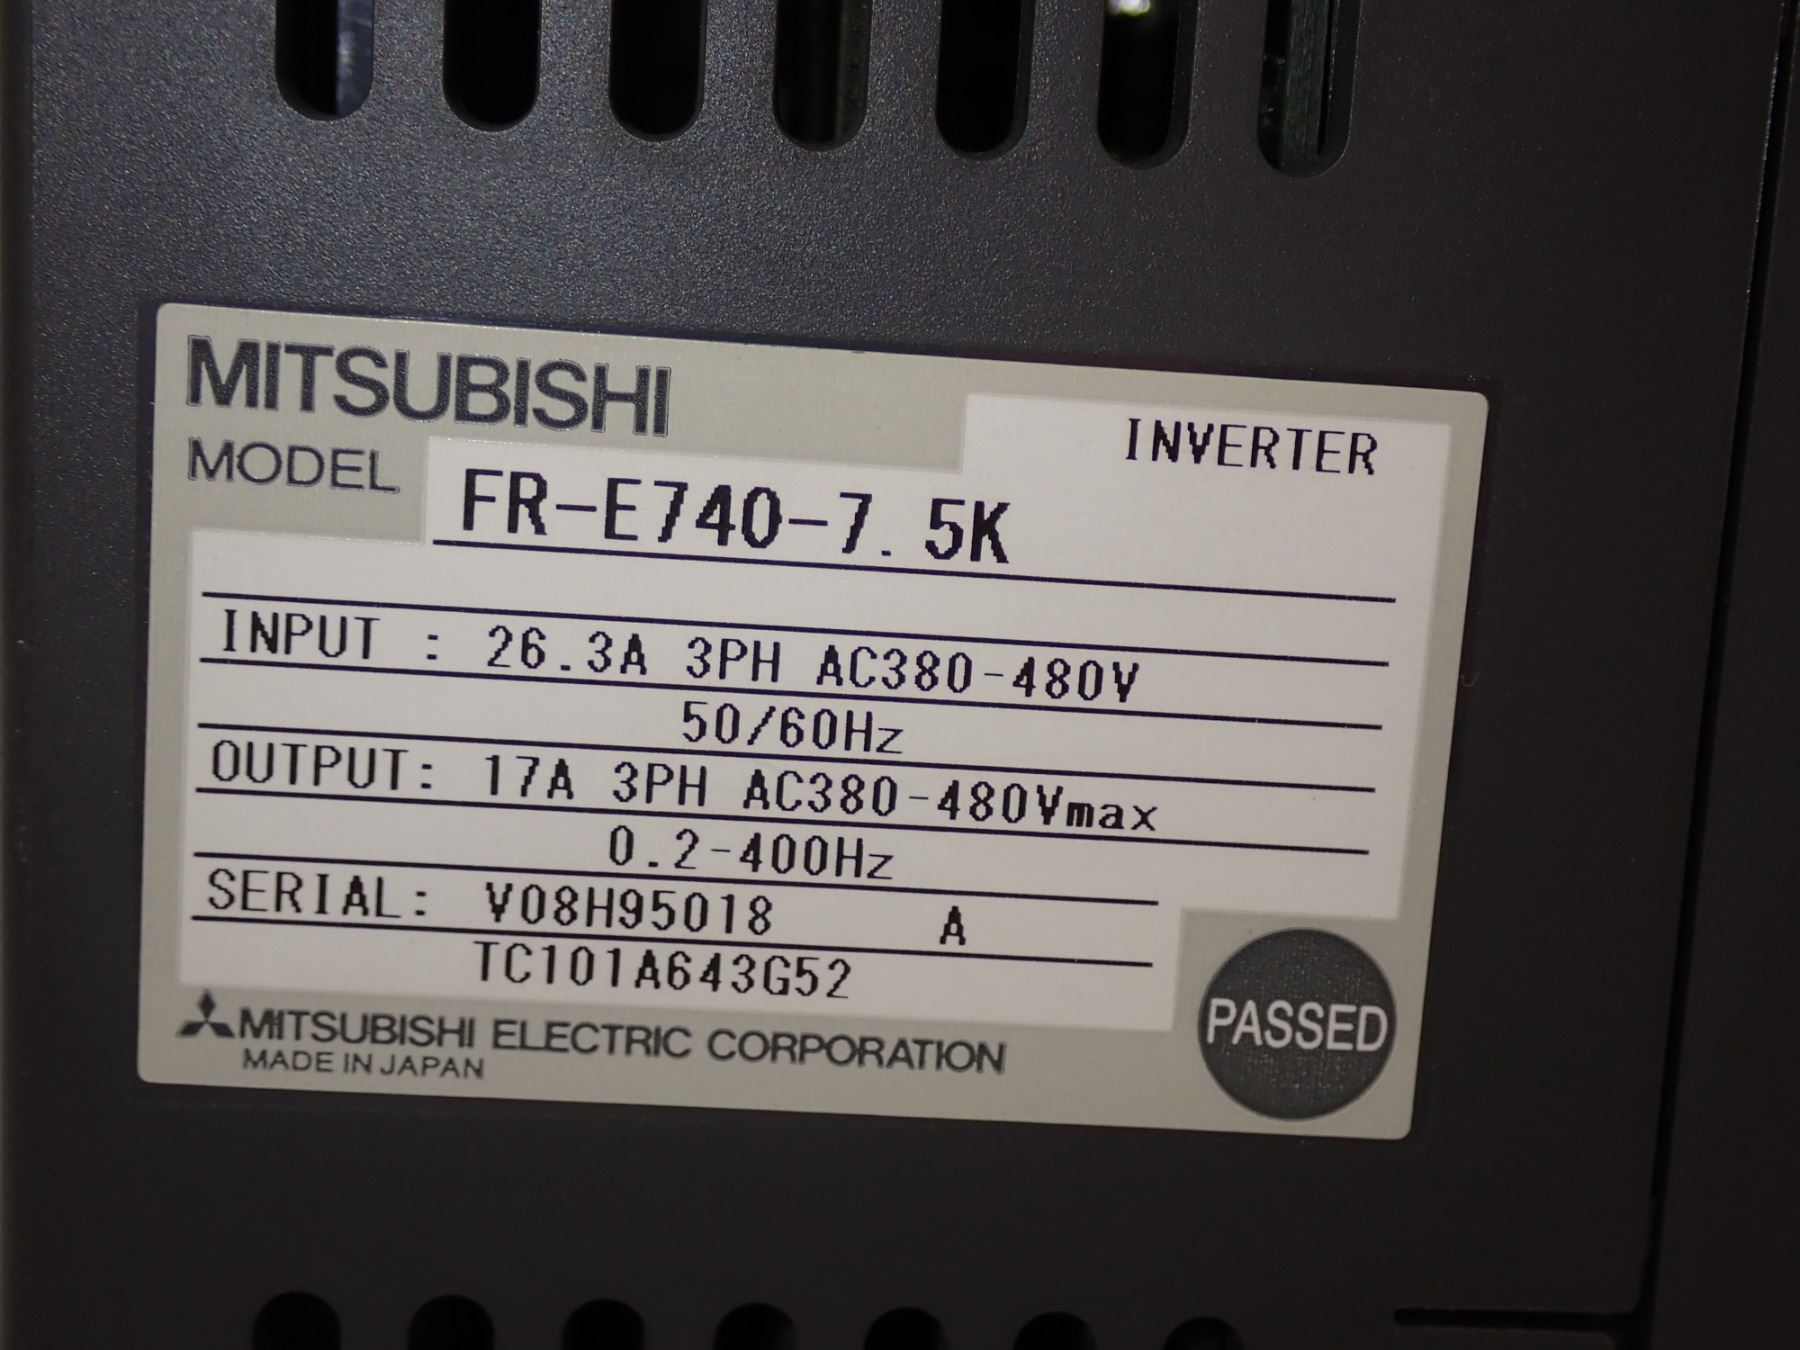 MITSUBISHI
INVERTER
MODEL FR-E740-7.5K
INPUT : 26.3A 3PH AC380-480V
50/60Hz
OUTPUT: 17A 3PH AC380-480Vmax
0.2-400Hz
SERIAL: V08H95018 A
TC101A643G52
PASSED
MITSUBISHI ELECTRIC CORPORATION
MADE IN JAPAN